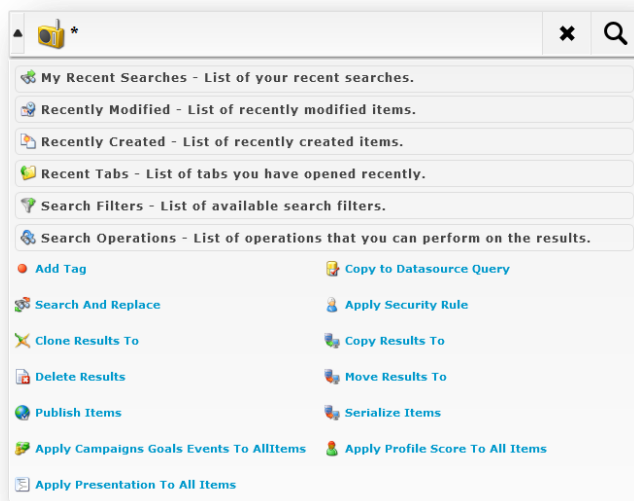 *
My Recent Searches - List of your recent searches.
Recently Modified - List of recently modified items.
Recently Created - List of recently created items.
Recent Tabs - List of tabs you have opened recently.
Search Filters - List of available search filters.
Search Operations - List of operations that you can perform on the results.
Add Tag
Copy to Datasource Query
Search And Replace
Apply Security Rule
Clone Results To
Copy Results To
Delete Results
Move Results To
Publish Items
Serialize Items
Apply Campaigns Goals Events To AllItems
Apply Profile Score To All Items
Apply Presentation To All Items